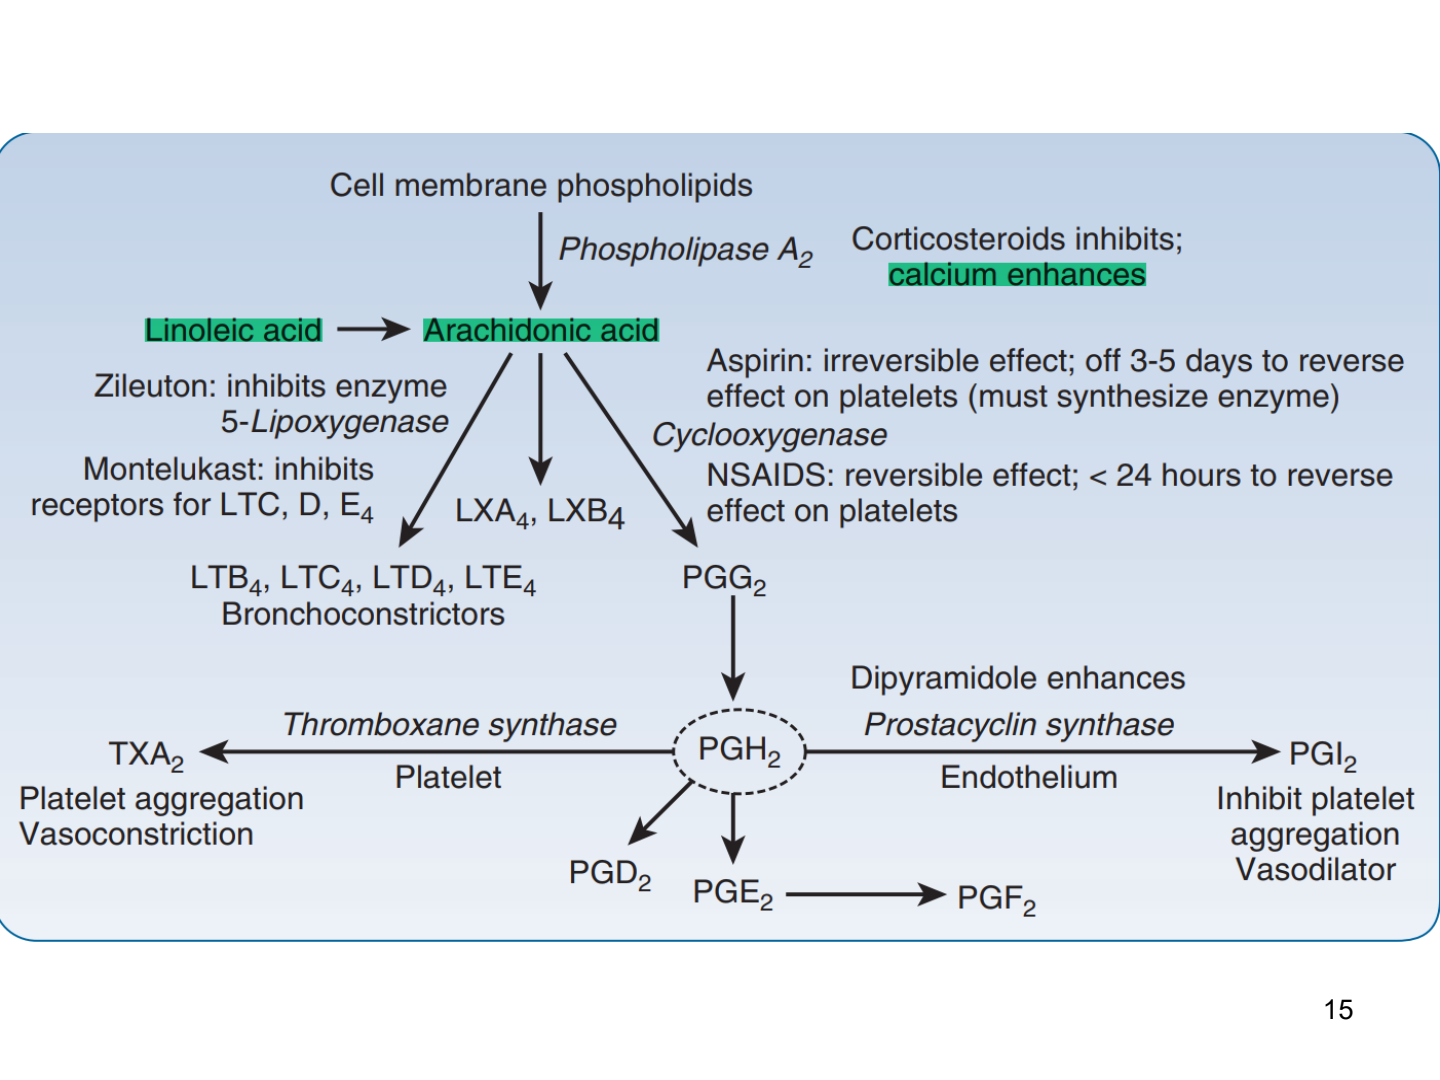 Cell membrane phospholipids
Phospholipase A2
Corticosteroids inhibits;
calcium enhances
Linoleic acid
Arachidonic acid
Zileuton: inhibits enzyme
5-Lipoxygenase
Montelukast: inhibits
receptors for LTC, D, E4
Aspirin: irreversible effect; off 3-5 days to reverse
effect on platelets (must synthesize enzyme)
Cyclooxygenase
NSAIDS: reversible effect; < 24 hours to reverse
effect on platelets
LXA4, LXB4
LTB4, LTC4, LTD4, LTE4
Bronchoconstrictors
PGG2
Dipyramidole enhances
Thromboxane synthase
Prostacyclin synthase
TXA2
PGH2
PGI2
Platelet
Endothelium
Platelet aggregation
Vasoconstriction
Inhibit platelet
aggregation
Vasodilator
PGD2
PGE2
PGF2
15